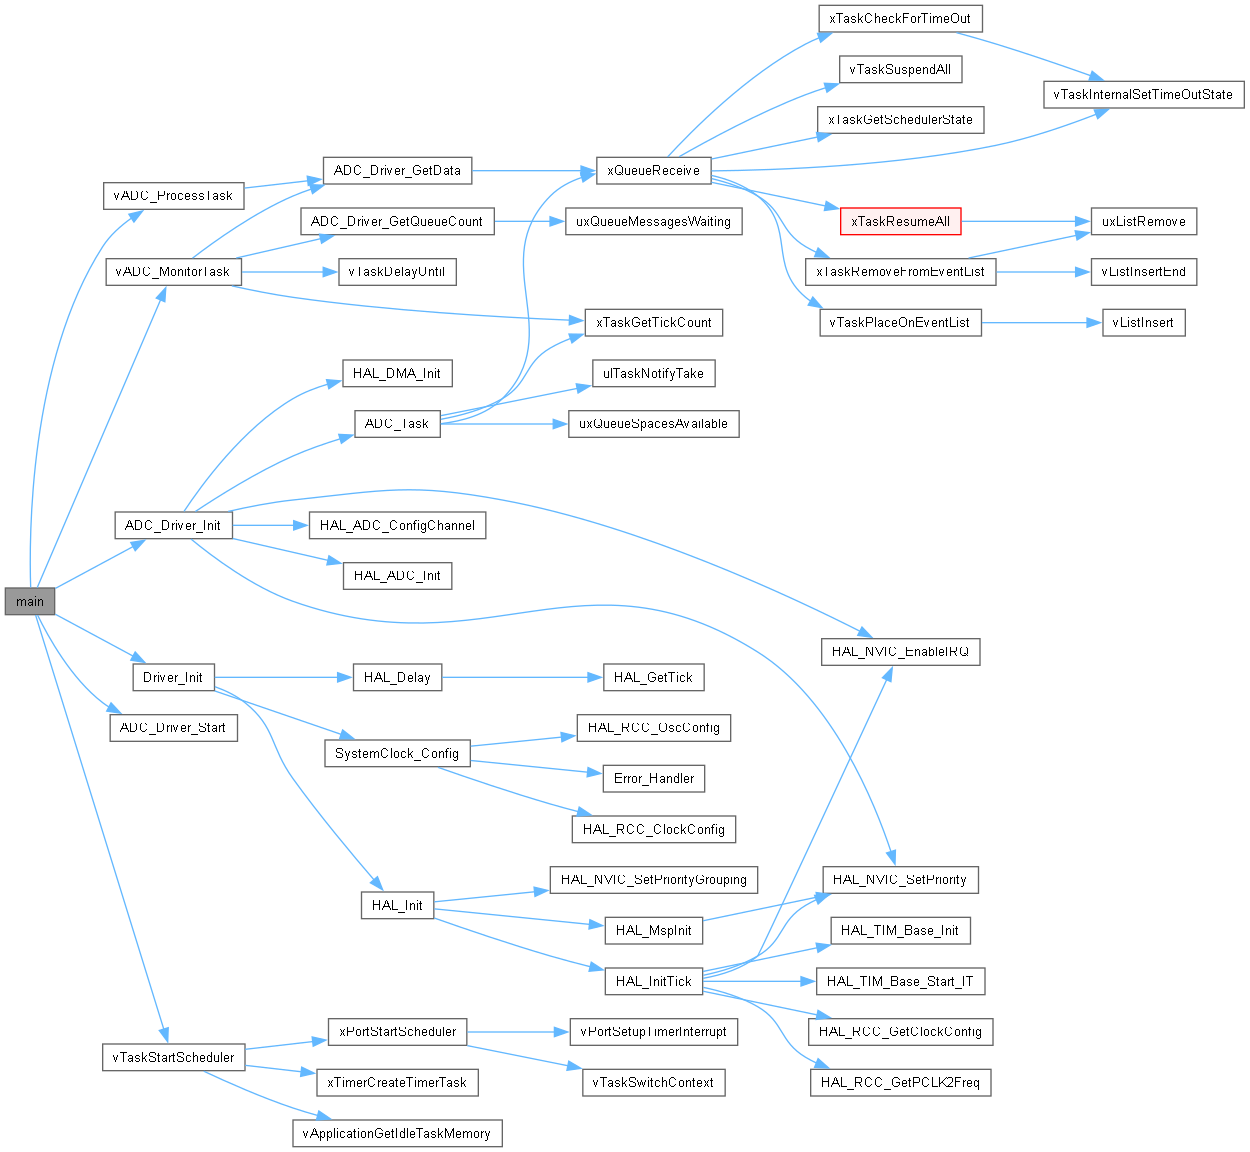 xTaskCheckForTimeOut
vTaskSuspendAll
vTaskInternalSetTimeOutState
xTaskGetSchedulerState
ADC_Driver_GetData
xQueueReceive
vADC_ProcessTask
ADC_Driver_GetQueueCount
uxQueueMessagesWaiting
xTaskResumeAll
uxListRemove
vADC_MonitorTask
vTaskDelayUntil
xTaskRemoveFromEventList
vListInsertEnd
xTaskGetTickCount
vTaskPlaceOnEventList
vListInsert
HAL_DMA_Init
ulTaskNotifyTake
ADC_Task
uxQueueSpacesAvailable
ADC_Driver_Init
HAL_ADC_ConfigChannel
HAL_ADC_Init
main
HAL_NVIC_EnableIRQ
Driver_Init
HAL_Delay
HAL_GetTick
ADC_Driver_Start
HAL_RCC_OscConfig
SystemClock_Config
Error_Handler
HAL_RCC_ClockConfig
HAL_NVIC_SetPriorityGrouping
HAL_NVIC_SetPriority
HAL_Init
HAL_MspInit
HAL_TIM_Base_Init
HAL_InitTick
HAL_TIM_Base_Start_IT
xPortStartScheduler
vPortSetupTimerInterrupt
HAL_RCC_GetClockConfig
vTaskStartScheduler
xTimerCreateTimerTask
vTaskSwitchContext
HAL_RCC_GetPCLK2Freq
vApplicationGetIdleTaskMemory